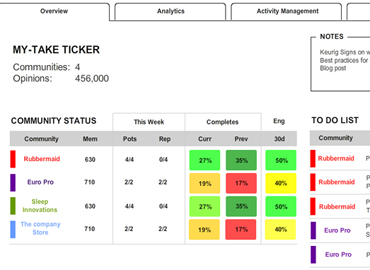 Overview
Analytics
Activity Management
MY-TAKE TICKER
Communities: 4
Opinions: 456,000
NOTES
Keurig Signs on w
Best practices for
Blog post
COMMUNITY STATUS
This Week
Completes
Eng
Community Mem Pots Rep Curr Prev 30d
Rubbermaid 630 4/4 0/4 27% 35% 50%
Euro Pro 710 2/2 2/2 19% 17% 40%
Sleep
Innovations 630 4/4 0/4 27% 35% 50%
The company
Store 710 2/2 2/2 19% 17% 40%
TO DO LIST
Community
Rubbermaid
Rubbermaid
Rubbermaid
Euro Pro
Euro Pro